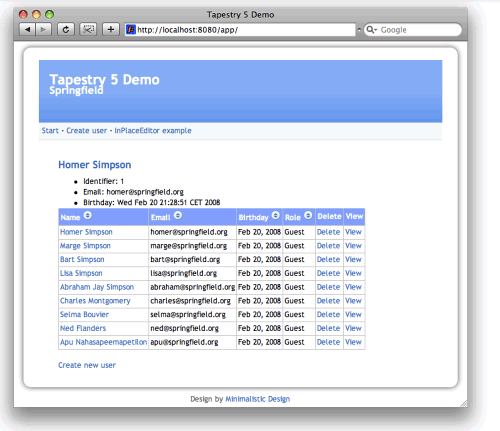 Tapestry 5 Demo
http://localhost:8080/app/
Google
Tapestry 5 Demo
Springfield
Start • Create user • InPlaceEditor example
Homer Simpson
• Identifier: 1
• Email: homer@springfield.org
• Birthday: Wed Feb 20 21:28:51 CET 2008
Name Email Birthday Role Delete View
Homer Simpson homer@springfield.org Feb 20, 2008 Guest Delete View
Marge Simpson marge@springfield.org Feb 20, 2008 Guest Delete View
Bart Simpson bart@springfield.org Feb 20, 2008 Guest Delete View
Lisa Simpson lisa@springfield.org Feb 20, 2008 Guest Delete View
Abraham Jay Simpson abraham@springfield.org Feb 20, 2008 Guest Delete View
Charles Montgomery charles@springfield.org Feb 20, 2008 Guest Delete View
Selma Bouvier selma@springfield.org Feb 20, 2008 Guest Delete View
Ned Flanders ned@springfield.org Feb 20, 2008 Guest Delete View
Apu Nahasapeemapetilon apu@springfield.org Feb 20, 2008 Guest Delete View
Create new user
Design by Minimalistic Design